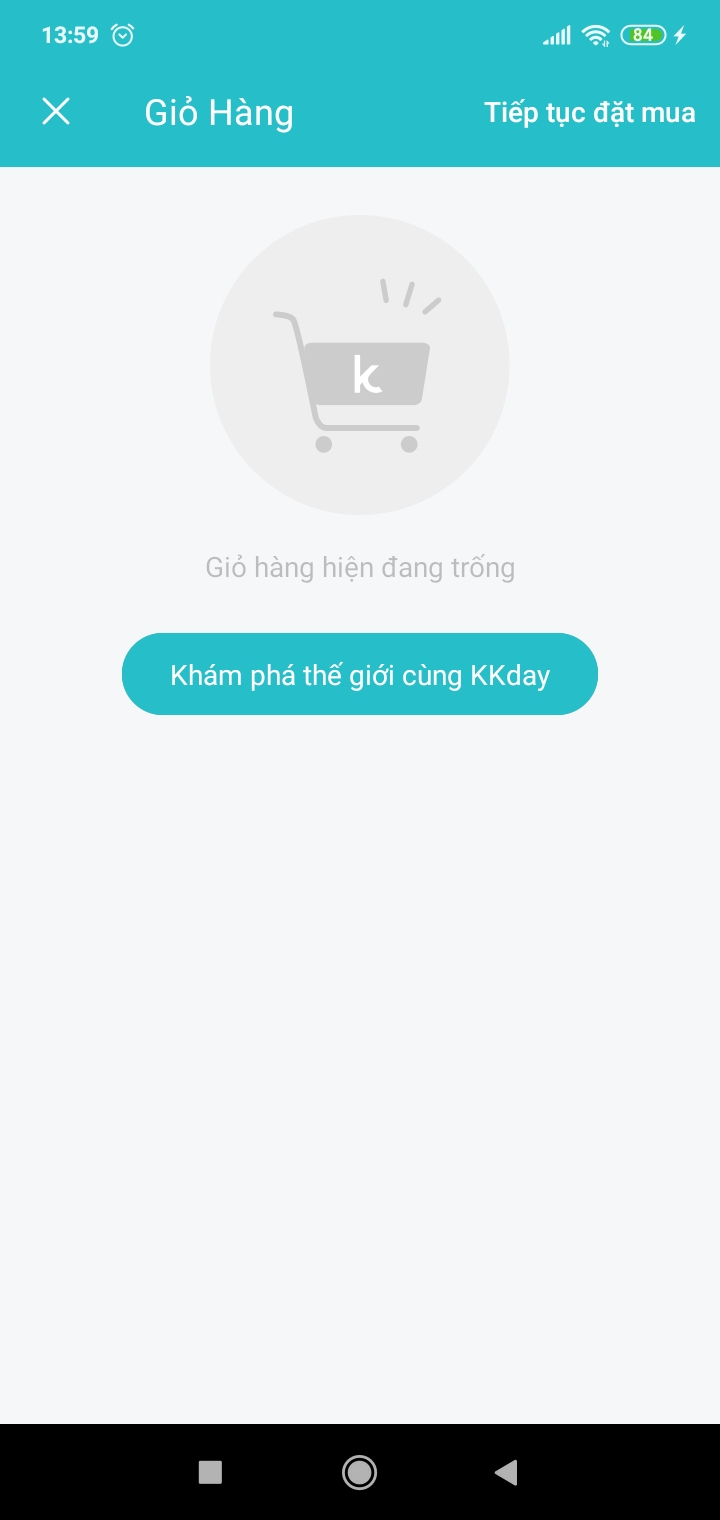 13:59
84
Giỏ Hàng
Tiếp tục đặt mua
k
Giỏ hàng hiện đang trống
Khám phá thế giới cùng KKday